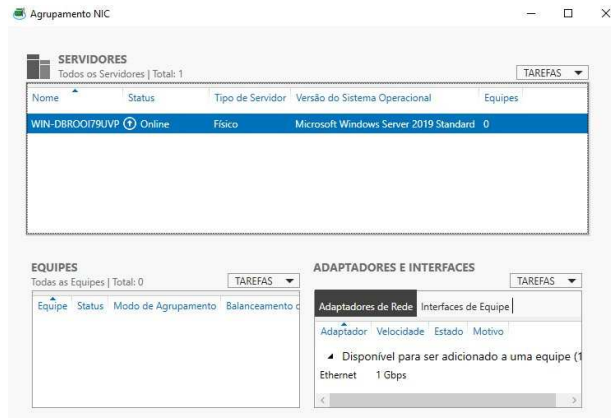 Agrupamento NIC
SERVIDORES
Todos os Servidores | Total: 1
TAREFAS
Nome Status Tipo de Servidor Versão do Sistema Operacional Equipes
WIN-DBROOI79UVP Online Físico Microsoft Windows Server 2019 Standard 0
EQUIPES
Todas as Equipes | Total: 0
TAREFAS
Equipe Status Modo de Agrupamento Balanceamento
ADAPTADORES E INTERFACES
TAREFAS
Adaptadores de Rede Interfaces de Equipe
Adaptador Velocidade Estado Motivo
Disponível para ser adicionado a uma equipe (1
Ethernet 1 Gbps